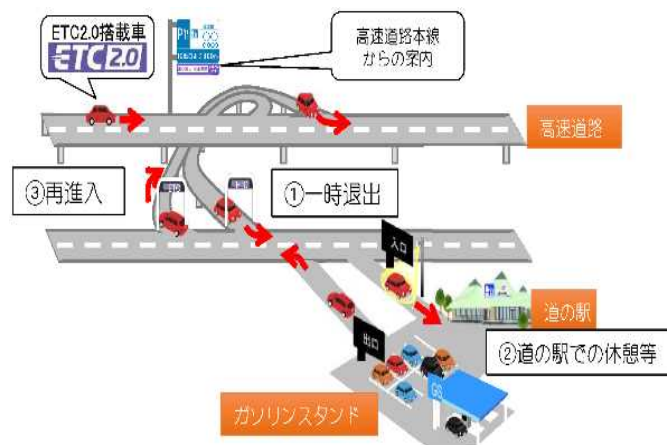 ETC2.0搭載車
ETC2.0
高速道路本線
からの案内
高速道路
③再進入
①一時退出
入口
道の駅
出口
②道の駅での休憩等
GS
ガソリンスタンド